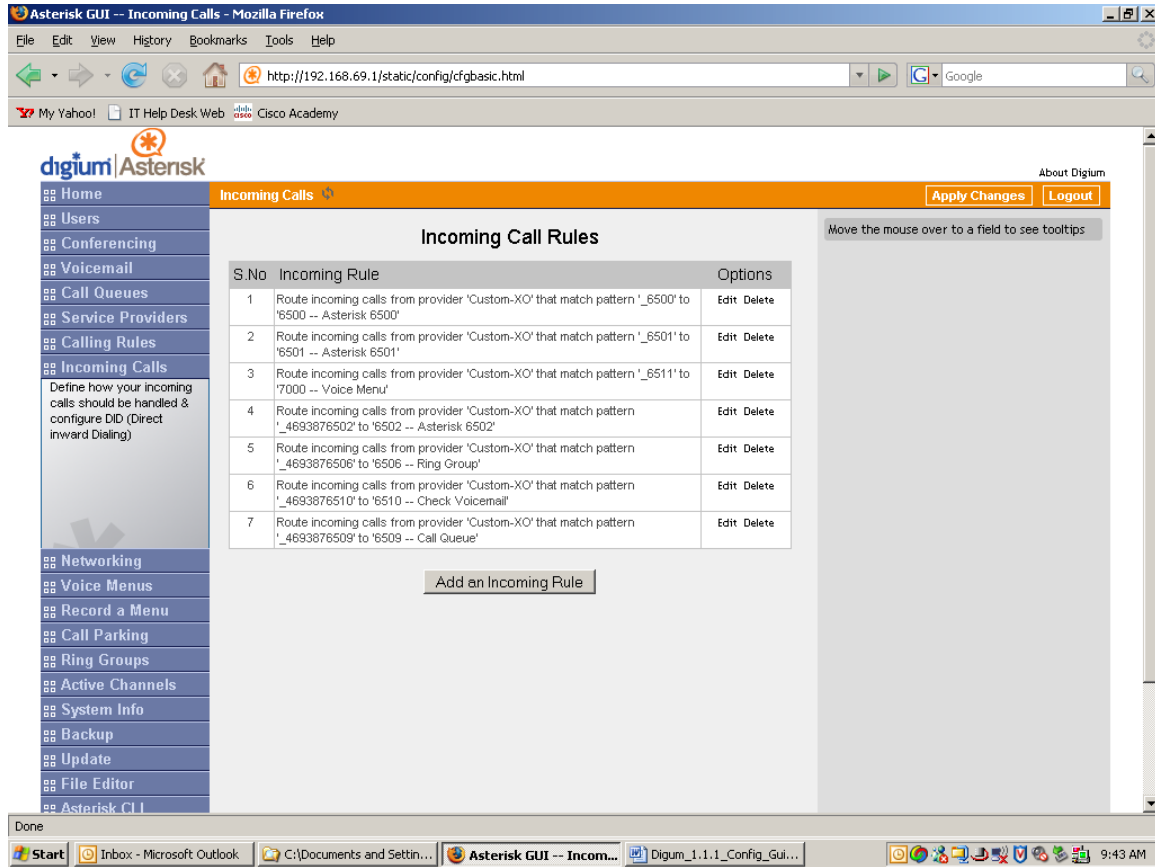 Asterisk GUI -- Incoming Calls - Mozilla Firefox
File Edit View History Bookmarks Tools Help
http://192.168.69.1/static/config/cfgbasic.html
G Google
My Yahoo! IT Help Desk Web Cisco Academy
digium Asterisk
About Digium
Home
Incoming Calls
Apply Changes Logout
Users
Conferencing
Voicemail
Call Queues
Service Providers
Calling Rules
Incoming Calls
Define how your incoming
calls should be handled &
configure DID (Direct
inward Dialing)
Networking
Voice Menus
Record a Menu
Call Parking
Ring Groups
Active Channels
System Info
Backup
Update
File Editor
Asterisk CLI
Incoming Call Rules
S.No Incoming Rule Options
1 Route incoming calls from provider 'Custom-XO' that match pattern '_6500' to Edit Delete
'6500 -- Asterisk 6500'
2 Route incoming calls from provider 'Custom-XO' that match pattern '_6501' to Edit Delete
'6501 -- Asterisk 6501'
3 Route incoming calls from provider 'Custom-XO' that match pattern '_6511' to Edit Delete
'7000 -- Voice Menu'
4 Route incoming calls from provider 'Custom-XO' that match pattern Edit Delete
'_4693876502' to '6502 -- Asterisk 6502'
5 Route incoming calls from provider 'Custom-XO' that match pattern Edit Delete
'_4693876506' to '6506 -- Ring Group'
6 Route incoming calls from provider 'Custom-XO' that match pattern Edit Delete
'_4693876510' to '6510 -- Check Voicemail'
7 Route incoming calls from provider 'Custom-XO' that match pattern Edit Delete
'_4693876509' to '6509 -- Call Queue'
Add an Incoming Rule
Move the mouse over to a field to see tooltips
Done
Start Inbox - Microsoft Outlook C:\Documents and Settin... Asterisk GUI -- Incom... Digum_1.1.1_Config_Gui... 9:43 AM